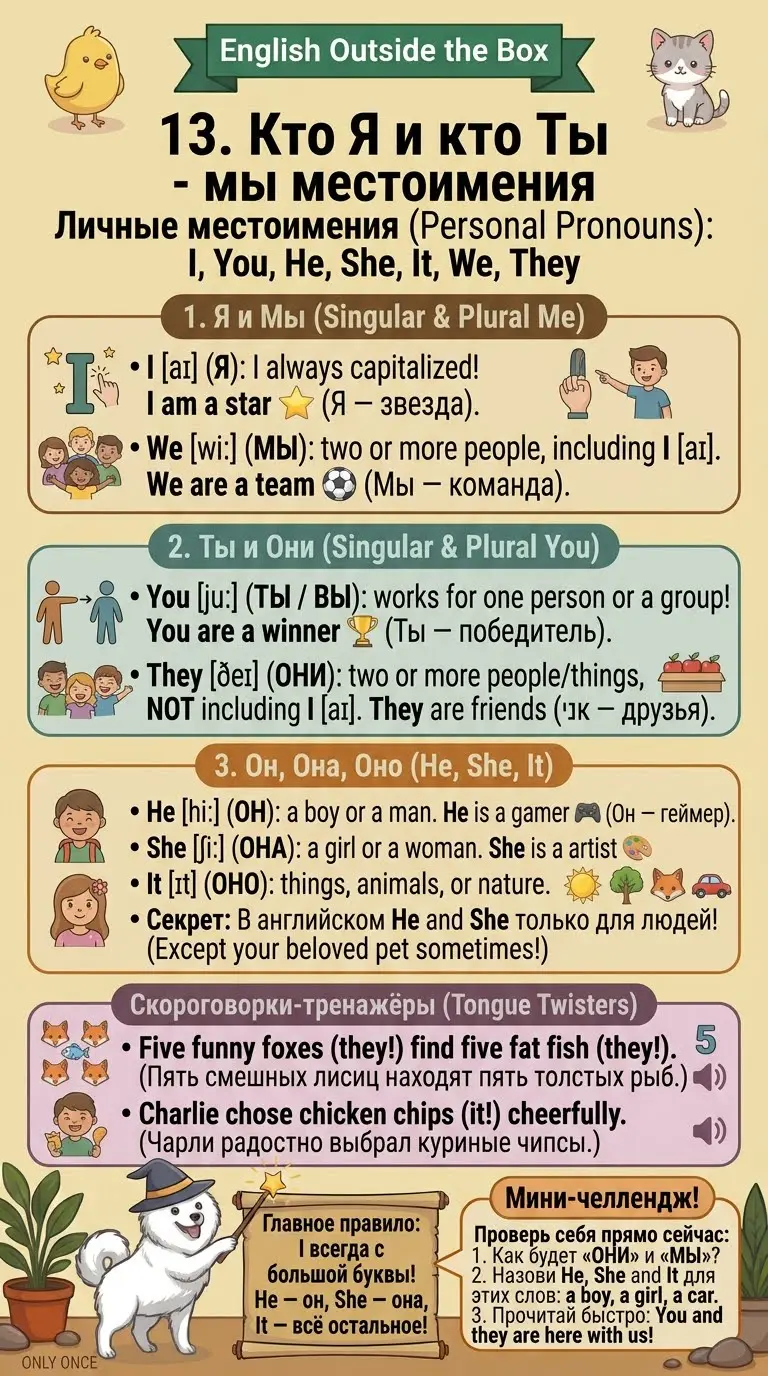 English Outside the Box
13. Кто Я и кто Ты
- мы местоимения
Личные местоимения (Personal Pronouns):
I, You, He, She, It, We, They
1. Я и Мы (Singular & Plural Me)
I
• I [aɪ] (Я): I always capitalized!
I am a star ⭐ (Я — звезда).
• We [wi:] (МЫ): two or more people, including I [aɪ].
We are a team ⚽ (Мы — команда).
2. Ты и Они (Singular & Plural You)
• You [ju:] (ТЫ / ВЫ): works for one person or a group!
You are a winner 🏆 (Ты — победитель).
• They [ðeɪ] (ОНИ): two or more people/things,
NOT including I [aɪ]. They are friends (אני — друзья).
3. Он, Она, Оно (He, She, It)
• He [hi:] (ОН): a boy or a man. He is a gamer 🎮 (Он — геймер).
• She [ʃi:] (ОНА): a girl or a woman. She is a artist 🎨
• It [ɪt] (ОНО): things, animals, or nature. ☀️ 🌳 🦊 🚗
• Секрет: В английском He and She только для людей!
(Except your beloved pet sometimes!)
Скороговорки-тренажёры (Tongue Twisters)
• Five funny foxes (they!) find five fat fish (they!). 5
(Пять смешных лисиц находят пять толстых рыб.)
• Charlie chose chicken chips (it!) cheerfully.
(Чарли радостно выбрал куриные чипсы.)
Главное правило:
I всегда с
большой буквы!
He — он, She — она,
It — всё остальное!
Мини-челлендж!
Проверь себя прямо сейчас:
1. Как будет «ОНИ» и «МЫ»?
2. Назови He, She and It для
этих слов: a boy, a girl, a car.
3. Прочитай быстро: You and
they are here with us!
ONLY ONCE